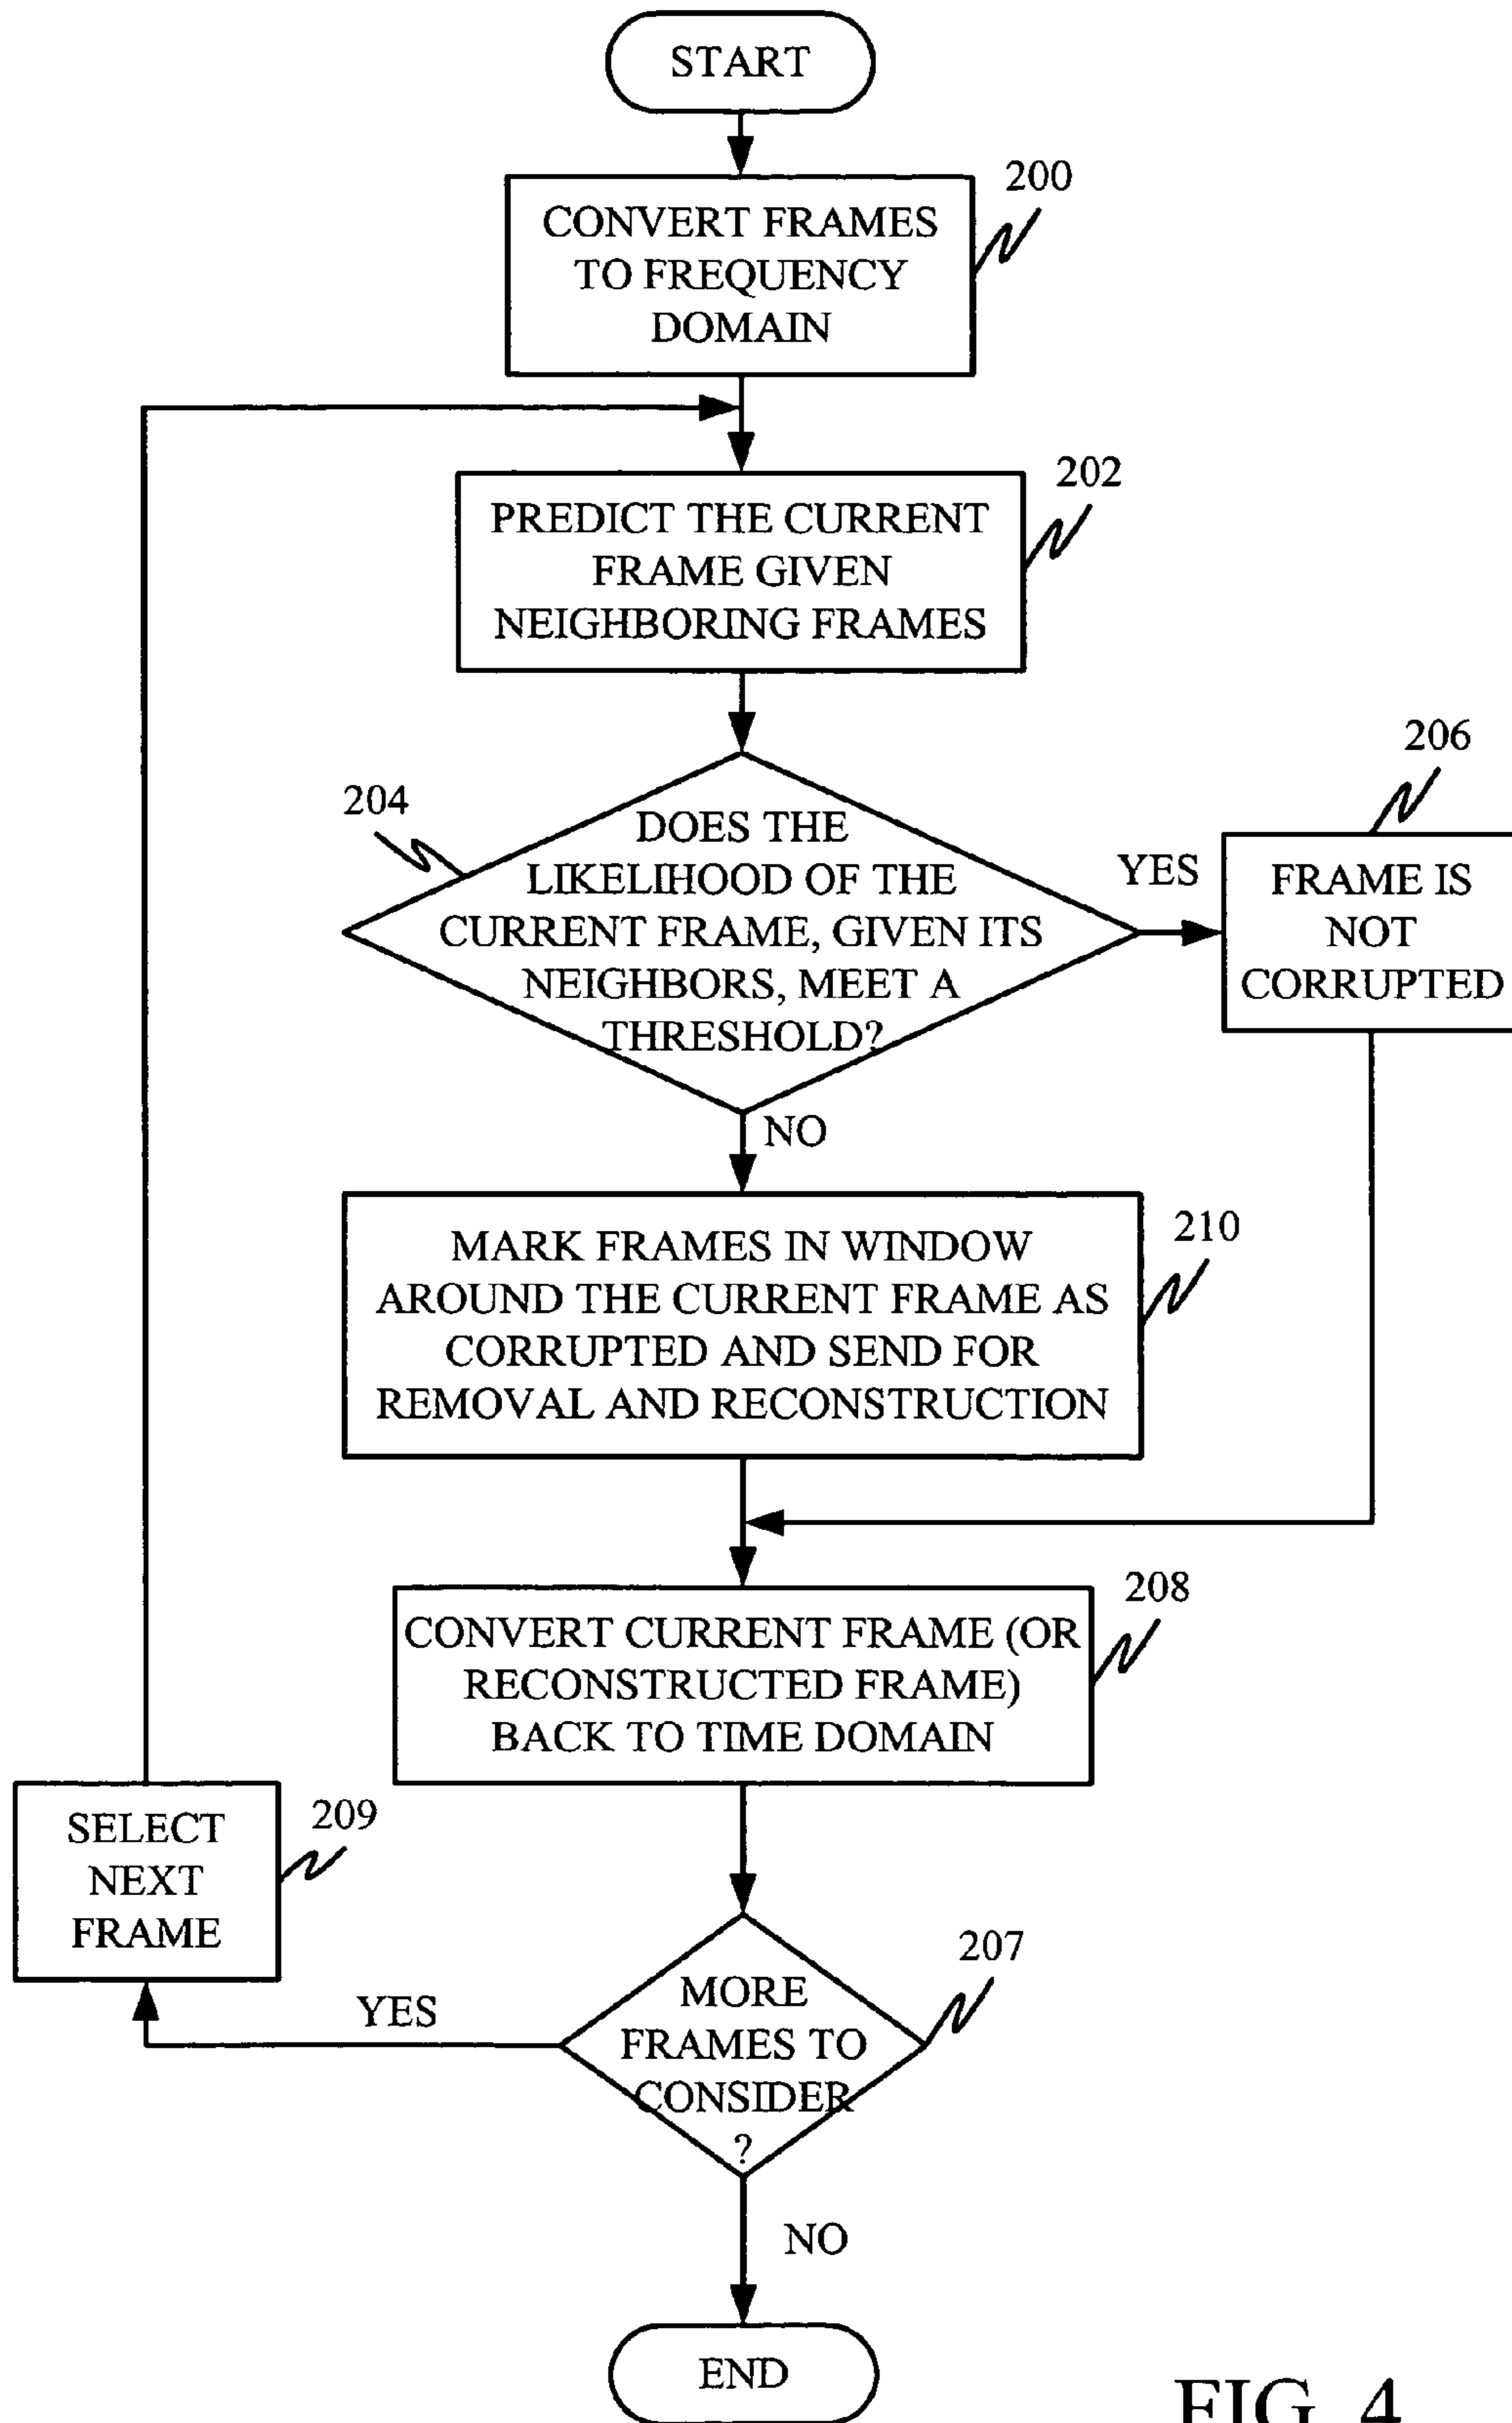 START
200
CONVERT FRAMES
TO FREQUENCY
DOMAIN
202
PREDICT THE CURRENT
FRAME GIVEN
NEIGHBORING FRAMES
204
DOES THE
LIKELIHOOD OF THE
CURRENT FRAME, GIVEN ITS
NEIGHBORS, MEET A
THRESHOLD?
YES
206
FRAME IS
NOT
CORRUPTED
NO
210
MARK FRAMES IN WINDOW
AROUND THE CURRENT FRAME AS
CORRUPTED AND SEND FOR
REMOVAL AND RECONSTRUCTION
208
CONVERT CURRENT FRAME (OR
RECONSTRUCTED FRAME)
BACK TO TIME DOMAIN
209
SELECT
NEXT
FRAME
207
MORE
FRAMES TO
CONSIDER
?
YES
NO
END
FIG. 4